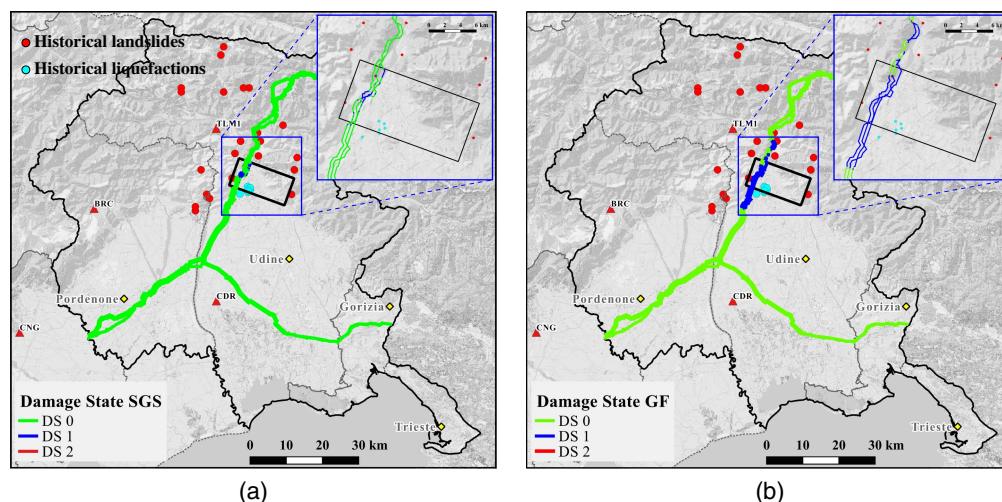 Historical landslides
Historical liquefactions
0 2 4 6 km
TLM1
BRC
Udine
Pordenone
CDR
Gorizia
CNG
Damage State SGS
DS 0
DS 1
DS 2
Trieste
0 10 20 30 km
(a)
0 2 4 6 km
TLM1
BRC
Udine
Pordenone
CDR
Gorizia
CNG
Damage State GF
DS 0
DS 1
DS 2
Trieste
0 10 20 30 km
(b)